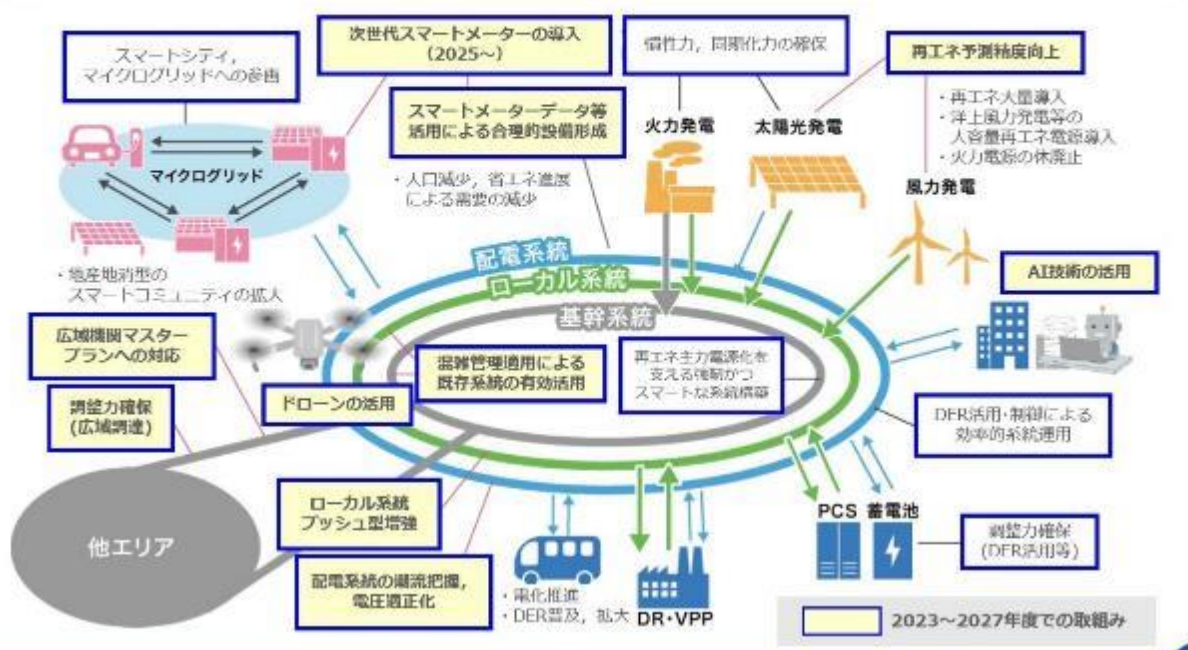 スマートシティ,
マイクログリッドへの参画
次世代スマートメーターの導入
（2025～）
慣性力，同期化力の確保
再エネ予測精度向上
スマートメーターデータ等
活用による合理的設備形成
・人口減少，省エネ進展
による需要の減少
火力発電
太陽光発電
・再エネ大量導入
・洋上風力発電等の
大容量再エネ電源導入
・火力電源の休廃止
風力発電
マイクログリッド
・地産地消型の
スマートコミュニティの拡大
配電系統
ローカル系統
基幹系統
AI技術の活用
広域機関マスター
プランへの対応
調整力確保
(広域調達)
ドローンの活用
混雑管理適用による
既存系統の有効活用
再エネ主力電源化を
支える強靭かつ
スマートな系統構築
DER活用・制御による
効率的系統運用
他エリア
ローカル系統
プッシュ型増強
配電系統の潮流把握,
電圧適正化
・電化推進
・DER普及，拡大
DR・VPP
PCS
蓄電池
調整力確保
(DER活用等)
2023～2027年度での取組み